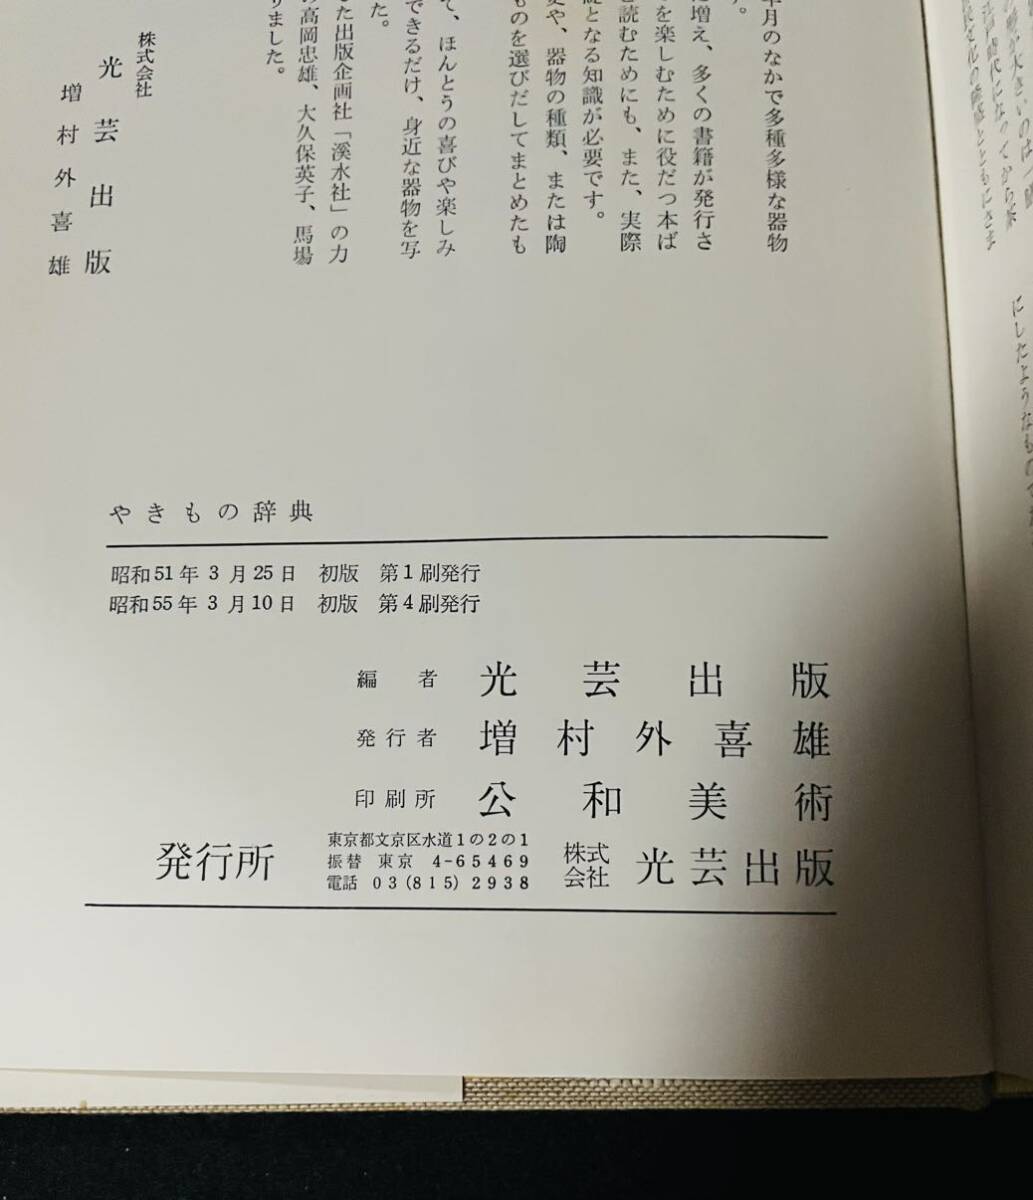 年月のなかで多種多様な器物
に増え、多くの書籍が発行さ
を楽しむために役だつ本ば
読むためにも、また、実際
となる知識が必要です。
や、器物の種類、または陶
ものを選びだしてまとめたも
て、ほんとうの喜びや楽しみ
できるだけ、身近な器物を写
た。
た出版企画社「溪水社」の力
高岡忠雄、大久保英子、馬場
りました。
株式会社
光芸出版
増村外喜雄
にしたようなもので
やきもの辞典
昭和51年3月25日 初版 第1刷発行
昭和55年3月10日 初版 第4刷発行
編者 光芸出版
発行者 増村外喜雄
印刷所 公和美術
発行所
東京都文京区水道1の2の1
振替 東京 4-65469
電話 03(815)2938
株式会社 光芸出版